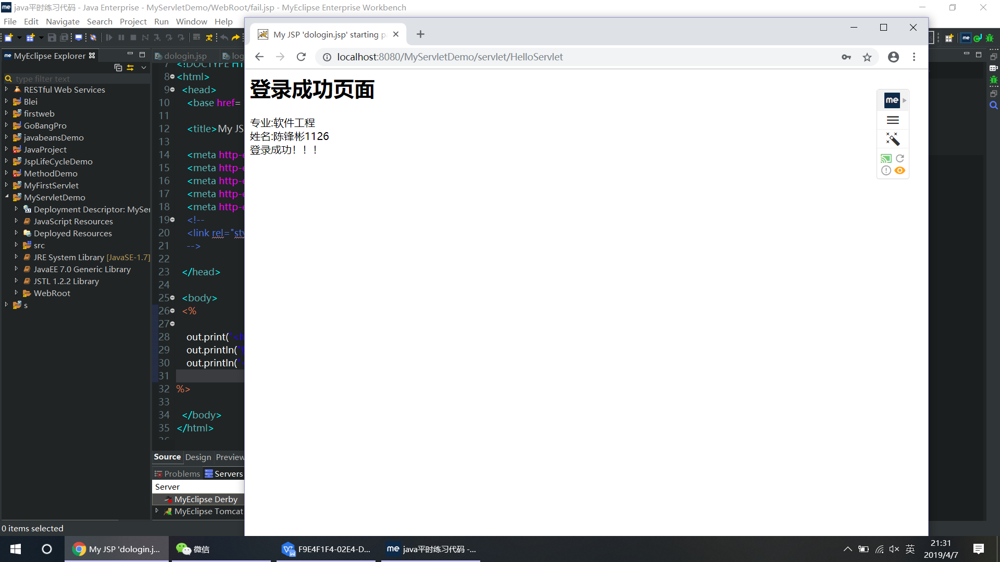 me java平时练习代码 - Java Enterprise - MyServletDemo/WebRoot/fail.jsp - MyEclipse Enterprise Workbench
File Edit Navigate Search Project Run Window Help
My JSP 'dologin.jsp' starting p
localhost:8080/MyServletDemo/servlet/HelloServlet
me MyEclipse Explorer
type filter text
RESTful Web Services
Blei
firstweb
GoBangPro
javabeansDemo
JavaProject
JspLifeCycleDemo
MethodDemo
MyFirstServlet
MyServletDemo
Deployment Descriptor: MySer
JavaScript Resources
Deployed Resources
src
JRE System Library [JavaSE-1.7]
JavaEE 7.0 Generic Library
JSTL 1.2.2 Library
WebRoot
s
dologin.jsp log
7 <!DOCTYPE HT
8 <html>
9 <head>
10 <base href=
11
12 <title>My JS
13
14 <meta http-e
15 <meta http-e
16 <meta http-e
17 <meta http-e
18 <meta http-e
19 <!--
20 <link rel="sty
21 -->
22
23 </head>
24
25 <body>
26 <%
27
28 out.print("<h
29 out.println("
30 out.println("
31
32 %>
33
34 </body>
35 </html>
36
Source Design Preview
Problems Servers
Server
MyEclipse Derby
MyEclipse Tomcat
0 items selected
登录成功页面
专业:软件工程
姓名:陈锋彬1126
登录成功！！！
me
me
My JSP 'dologin.j...
微信
F9E4F1F4-02E4-D...
me java平时练习代码 -...
英
21:31
2019/4/7